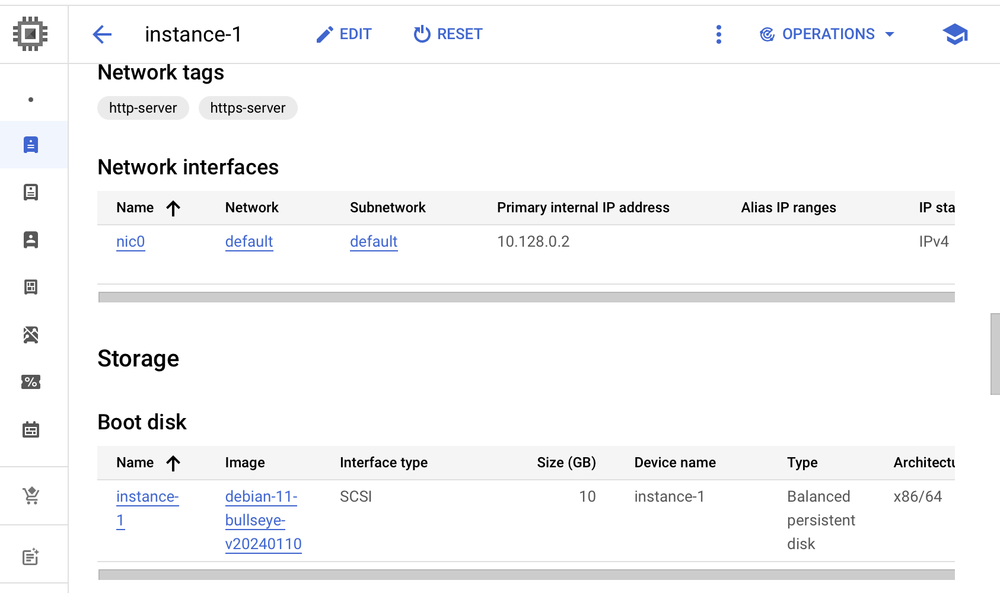 instance-1 EDIT RESET OPERATIONS
Network tags
http-server https-server
Network interfaces
Name Network Subnetwork Primary internal IP address Alias IP ranges IP sta
nic0 default default 10.128.0.2 IPv4
Storage
Boot disk
Name Image Interface type Size (GB) Device name Type Architectu
instance- debian-11- SCSI 10 instance-1 Balanced x86/64
1 bullseye- persistent
v20240110 disk